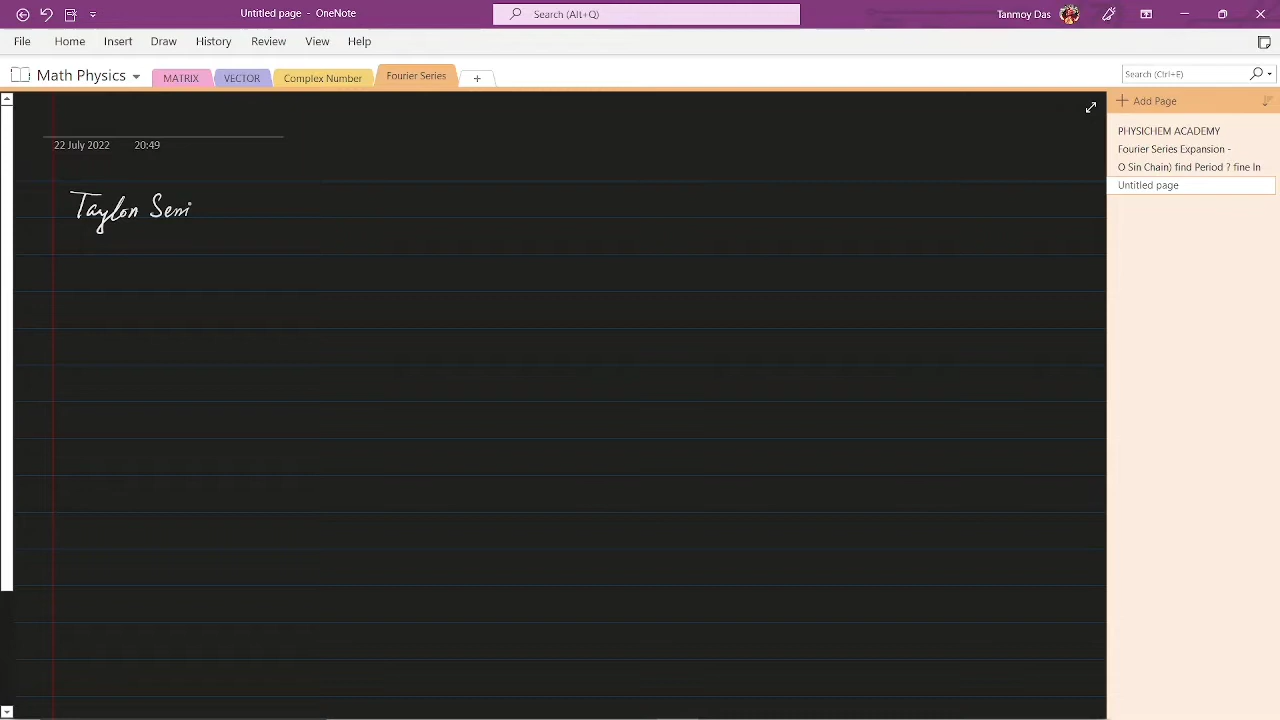 Untitled page - OneNote
Search (Alt+Q)
Tanmoy Das
File Home Insert Draw History Review View Help
Math Physics MATRIX VECTOR Complex Number Fourier Series +
Search (Ctrl+E)
Add Page
PHYSICHEM ACADEMY
Fourier Series Expansion -
O Sin Chain) find Period ? fine In
Untitled page
22 July 2022 20:49
Taylor Seri